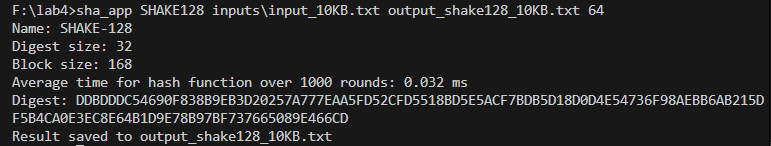 F:\lab4>sha_app SHAKE128 inputs\input_10KB.txt output_shake128_10KB.txt 64
Name: SHAKE-128
Digest size: 32
Block size: 168
Average time for hash function over 1000 rounds: 0.032 ms
Digest: DDBDDDC54690F838B9EB3D20257A777EAA5FD52CFD5518BD5E5ACF7BDB5D18D0D4E54736F98AEBB6AB215D
F5B4CA0E3EC8E64B1D9E78B97BF737665089E466CD
Result saved to output_shake128_10KB.txt